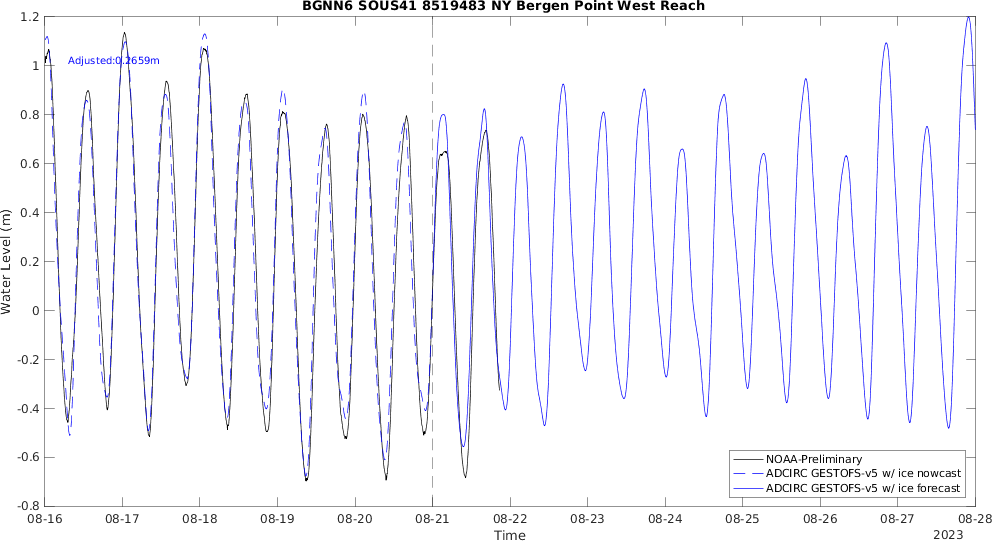 BGNN6 SOUS41 8519483 NY Bergen Point West Reach
1.2
1
0.8
0.6
0.4
0.2
0
-0.2
-0.4
-0.6
-0.8
Water Level (m)
Adjusted:0.2659m
NOAA-Preliminary
ADCIRC GESTOFS-v5 w/ ice nowcast
ADCIRC GESTOFS-v5 w/ ice forecast
08-16 08-17 08-18 08-19 08-20 08-21 08-22 08-23 08-24 08-25 08-26 08-27 08-28
Time
2023